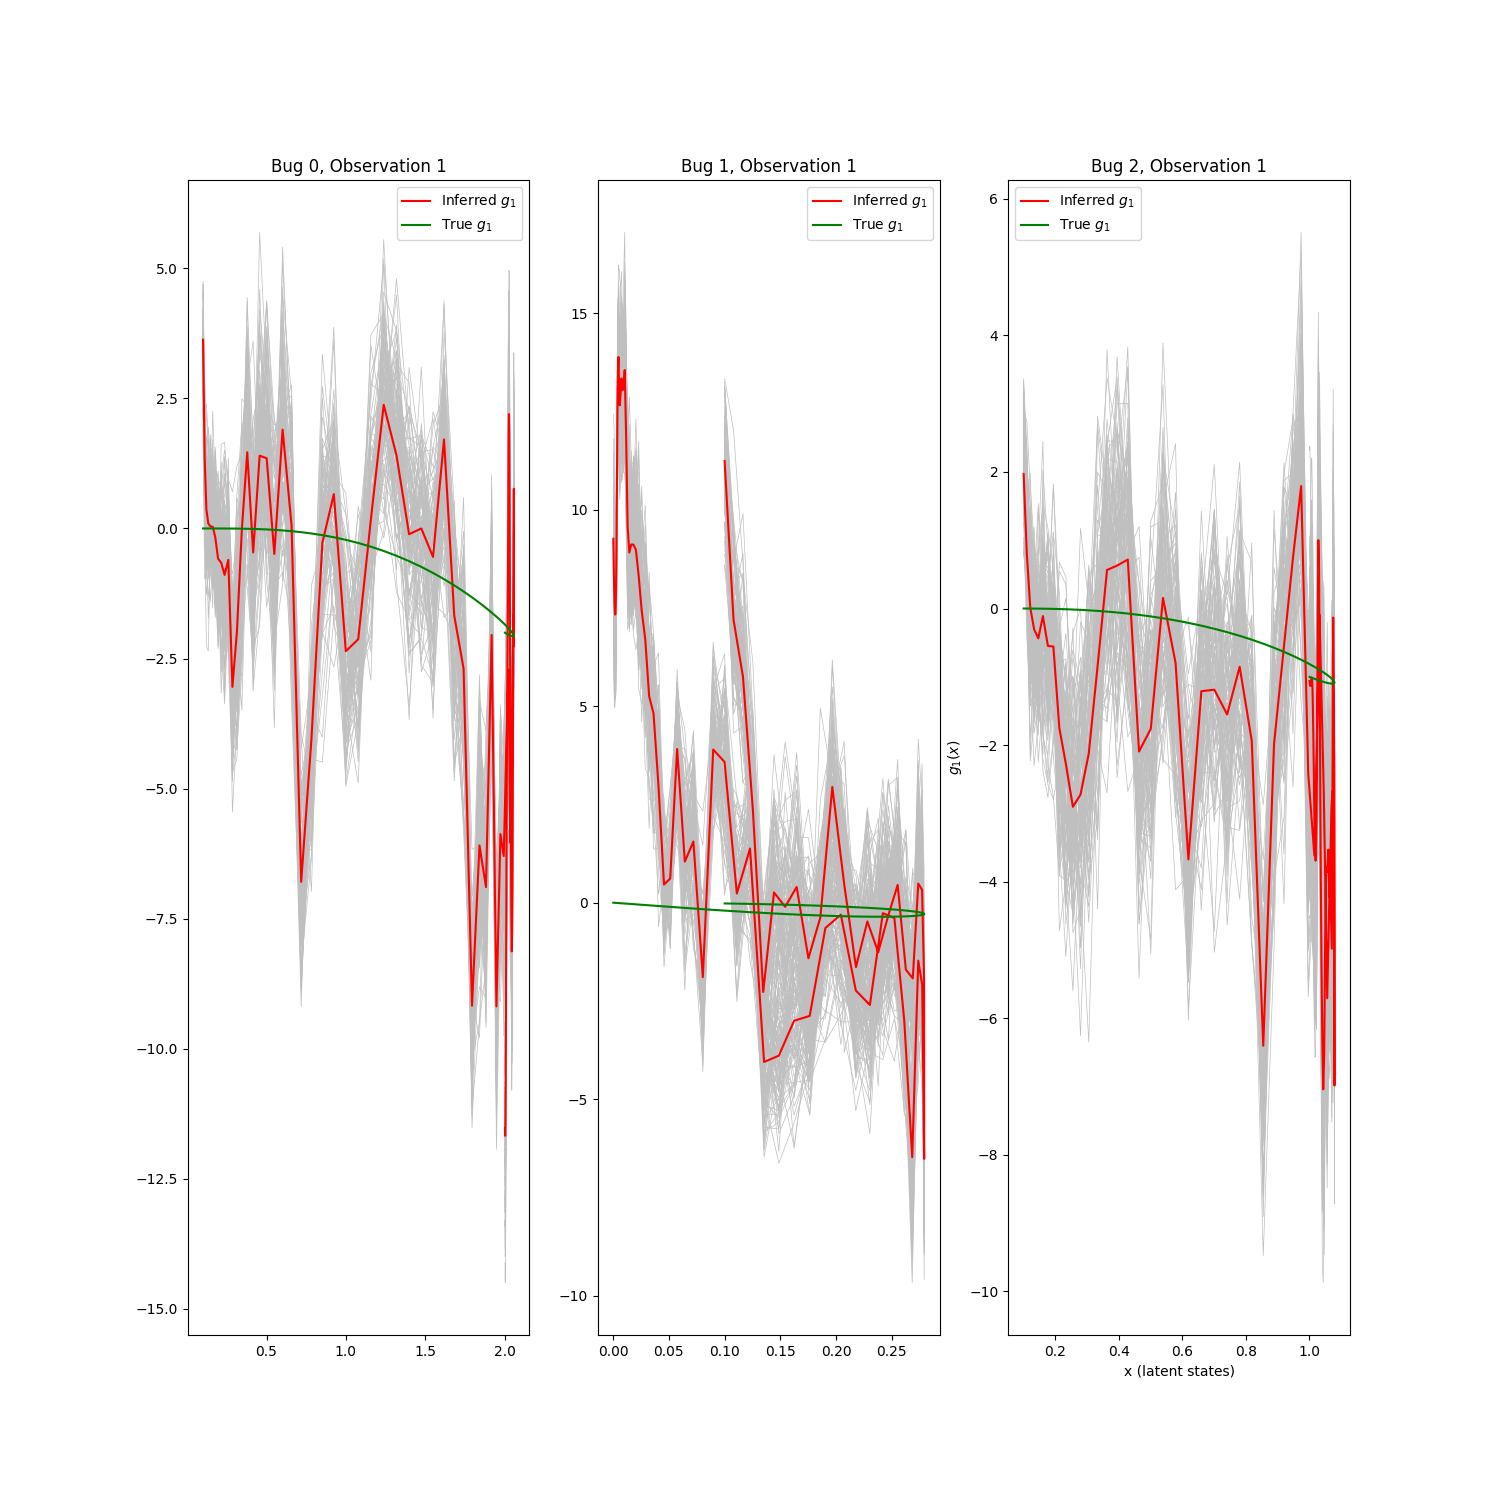 Bug 0, Observation 1
Inferred g₁
True g₁
5.0
2.5
0.0
−2.5
−5.0
−7.5
−10.0
−12.5
−15.0
0.5 1.0 1.5 2.0
Bug 1, Observation 1
Inferred g₁
True g₁
15
10
5
0
−5
−10
0.00 0.05 0.10 0.15 0.20 0.25
Bug 2, Observation 1
Inferred g₁
True g₁
g₁(x)
6
4
2
0
−2
−4
−6
−8
−10
0.2 0.4 0.6 0.8 1.0
x (latent states)